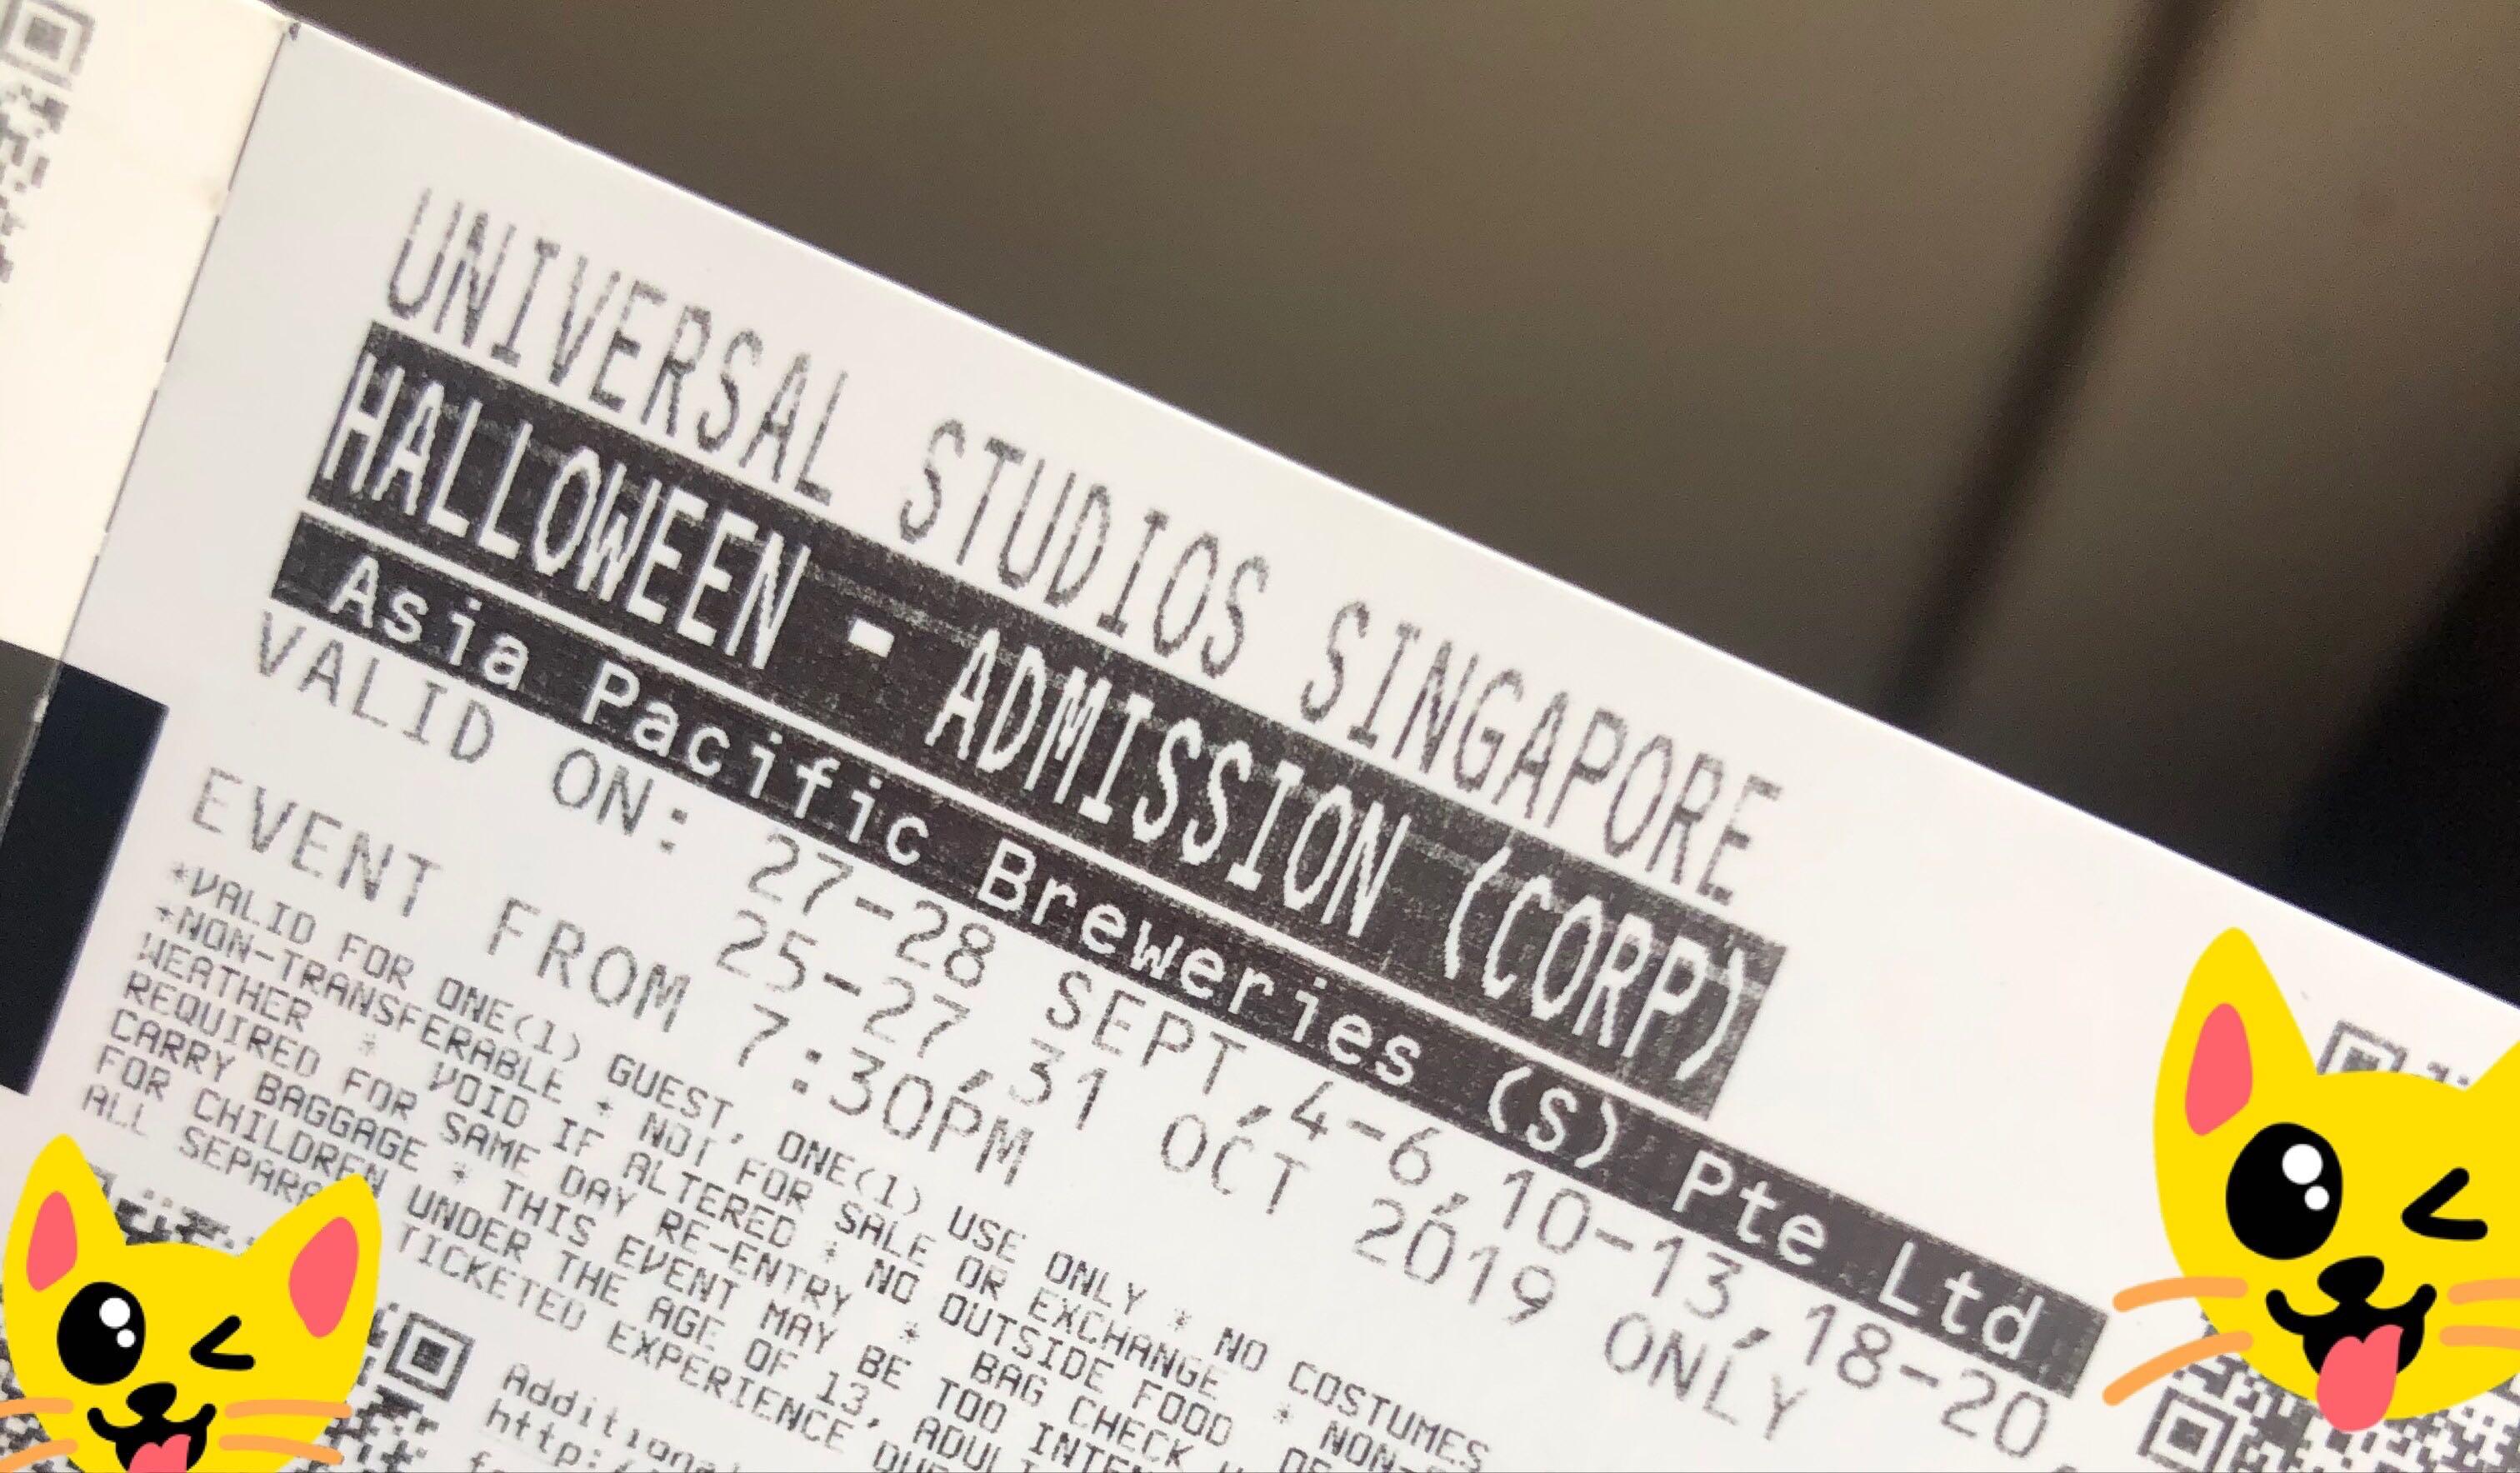 UNIVERSAL STUDIOS SINGAPORE
HALLOWEEN - ADMISSION (CORP)
Asia Pacific Breweries (S) Pte Ltd
VALID ON: 27-28 SEPT,4-6,10-13,18-20,
25-27,31 OCT 2019 ONLY
EVENT FROM 7:30PM
*VALID FOR ONE(1) GUEST, ONE(1) USE ONLY * NO COSTUMES
*NON-TRANSFERABLE * NOT FOR SALE OR EXCHANGE * NON-
WEATHER * VOID IF ALTERED * NO OUTSIDE FOOD
REQUIRED FOR SAME DAY RE-ENTRY * BAG CHECK
CARRY BAGGAGE * THIS EVENT MAY BE TOO
FOR CHILDREN UNDER THE AGE OF 13,
ALL TICKETED EXPERIENCE
http:/